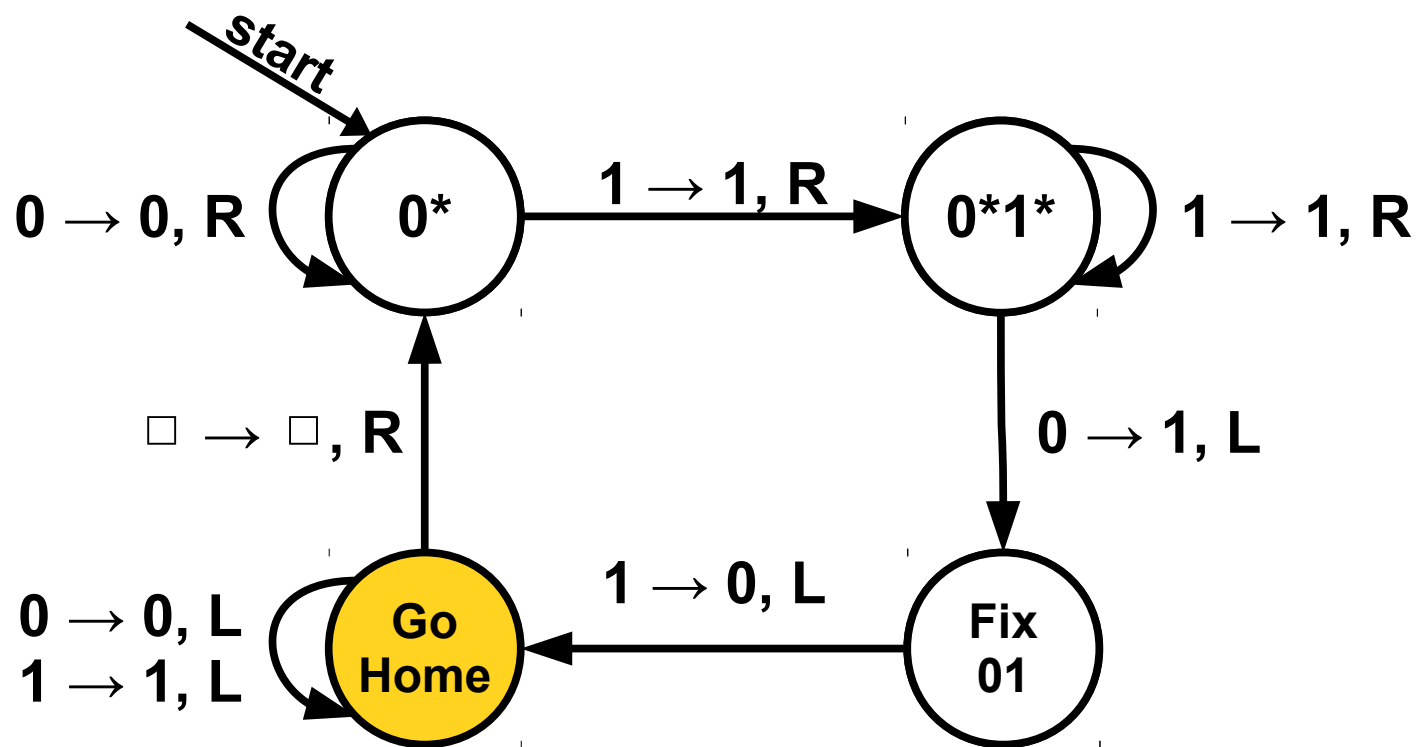 start
0 → 0, R
0*
1 → 1, R
0*1*
1 → 1, R
□ → □, R
0 → 1, L
0 → 0, L
1 → 1, L
Go
Home
1 → 0, L
Fix
01